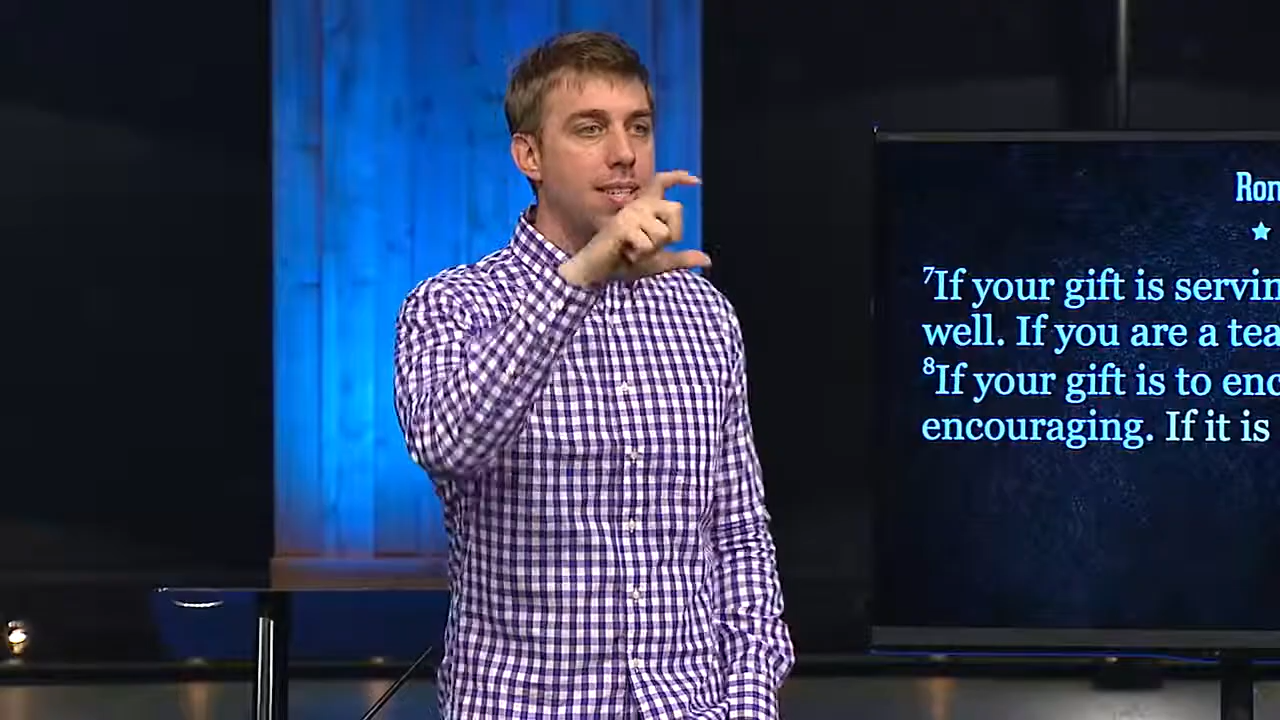 Rom
7If your gift is servin
well. If you are a tea
8If your gift is to enc
encouraging. If it is